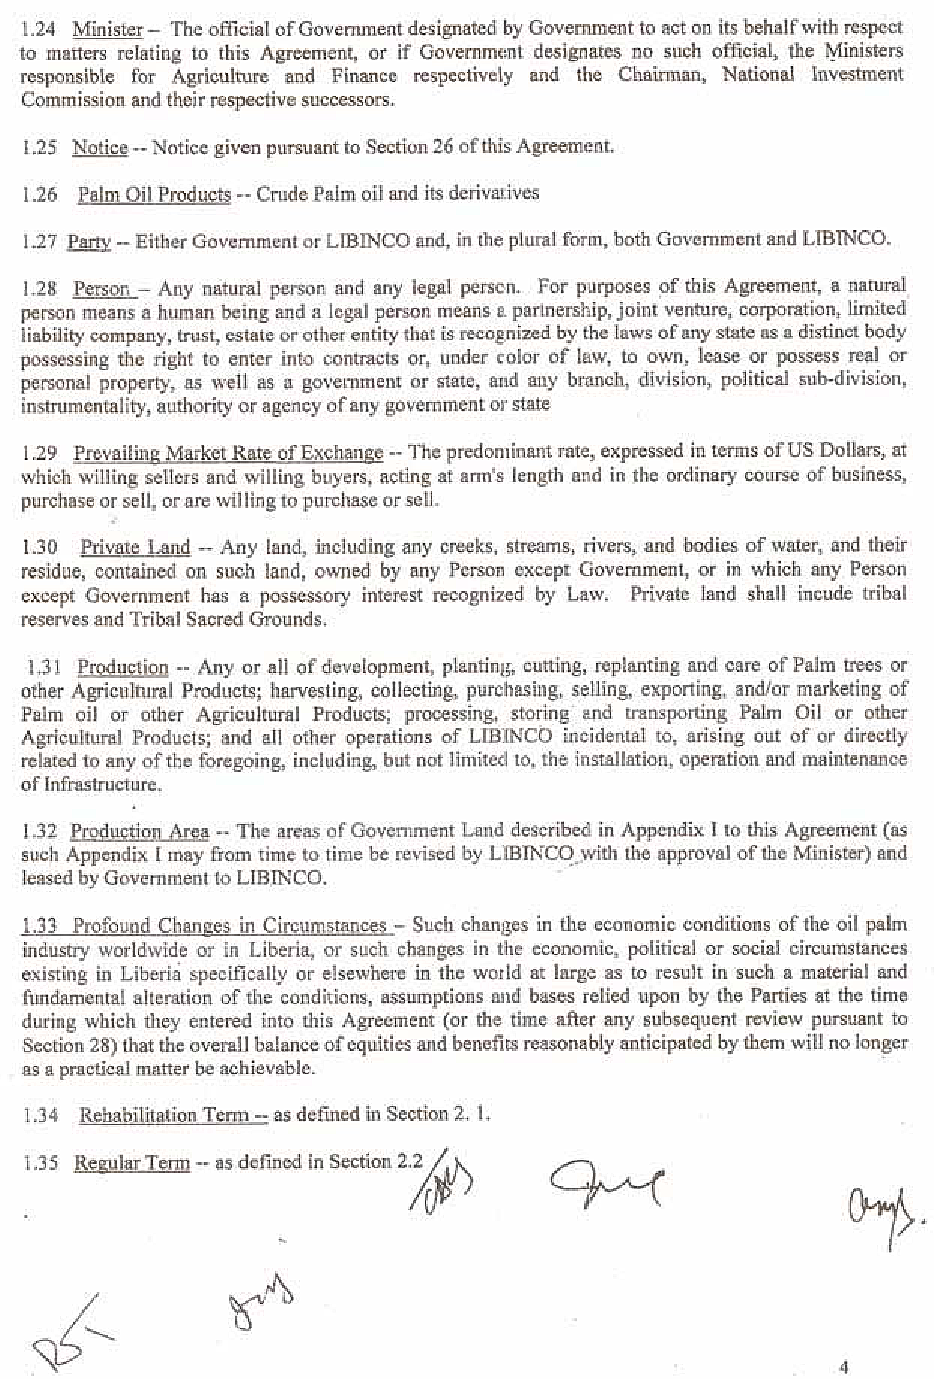 1.24 Minister – The official of Government designated by Government to act on its behalf with respect
to matters relating to this Agreement, or if Government designates no such official, the Ministers
responsible for Agriculture and Finance respectively and the Chairman, National Investment
Commission and their respective successors.
1.25 Notice -- Notice given pursuant to Section 26 of this Agreement.
1.26 Palm Oil Products -- Crude Palm oil and its derivatives
1.27 Party -- Either Government or LIBINCO and, in the plural form, both Government and LIBINCO.
1.28 Person – Any natural person and any legal person. For purposes of this Agreement, a natural
person means a human being and a legal person means a partnership, joint venture, corporation, limited
liability company, trust, estate or other entity that is recognized by the laws of any state as a distinct body
possessing the right to enter into contracts or, under color of law, to own, lease or possess real or
personal property, as well as a government or state, and any branch, division, political sub-division,
instrumentality, authority or agency of any government or state
1.29 Prevailing Market Rate of Exchange -- The predominant rate, expressed in terms of US Dollars, at
which willing sellers and willing buyers, acting at arm's length and in the ordinary course of business,
purchase or sell, or are willing to purchase or sell.
1.30 Private Land -- Any land, including any creeks, streams, rivers, and bodies of water, and their
residue, contained on such land, owned by any Person except Government, or in which any Person
except Government has a possessory interest recognized by Law. Private land shall incude tribal
reserves and Tribal Sacred Grounds.
1.31 Production -- Any or all of development, planting, cutting, replanting and care of Palm trees or
other Agricultural Products; harvesting, collecting, purchasing, selling, exporting, and/or marketing of
Palm oil or other Agricultural Products; processing, storing and transporting Palm Oil or other
Agricultural Products; and all other operations of LIBINCO incidental to, arising out of or directly
related to any of the foregoing, including, but not limited to, the installation, operation and maintenance
of Infrastructure.
1.32 Production Area -- The areas of Government Land described in Appendix I to this Agreement (as
such Appendix I may from time to time be revised by LIBINCO with the approval of the Minister) and
leased by Government to LIBINCO.
1.33 Profound Changes in Circumstances – Such changes in the economic conditions of the oil palm
industry worldwide or in Liberia, or such changes in the economic, political or social circumstances
existing in Liberia specifically or elsewhere in the world at large as to result in such a material and
fundamental alteration of the conditions, assumptions and bases relied upon by the Parties at the time
during which they entered into this Agreement (or the time after any subsequent review pursuant to
Section 28) that the overall balance of equities and benefits reasonably anticipated by them will no longer
as a practical matter be achievable.
1.34 Rehabilitation Term -- as defined in Section 2. 1.
1.35 Regular Term -- as defined in Section 2.2
4